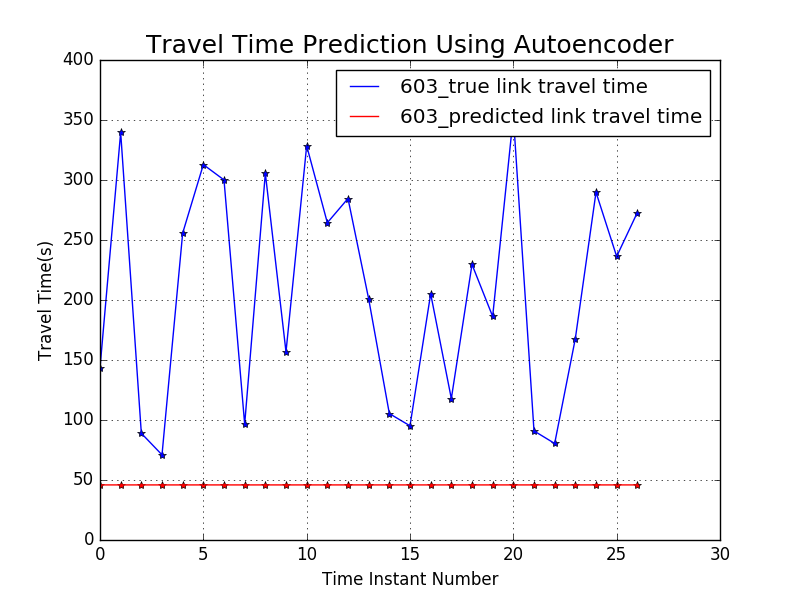 Travel Time Prediction Using Autoencoder
400
350
300
250
200
150
100
50
0
Travel Time(s)
603_true link travel time
603_predicted link travel time
0 5 10 15 20 25 30
Time Instant Number